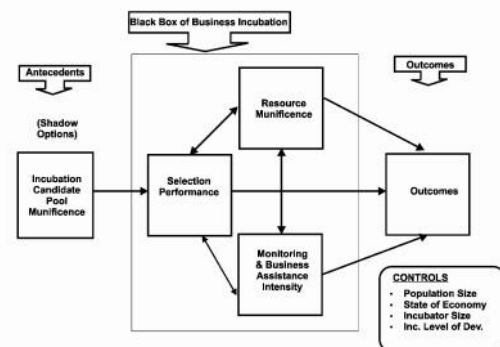 Black Box of Business Incubation
Antecedents
Outcomes
(Shadow
Options)
Incubation
Candidate
Pool
Munificence
Selection
Performance
Resource
Munificence
Monitoring
& Business
Assistance
Intensity
Outcomes
CONTROLS
· Population Size
· State of Economy
· Incubator Size
· Inc. Level of Dev.